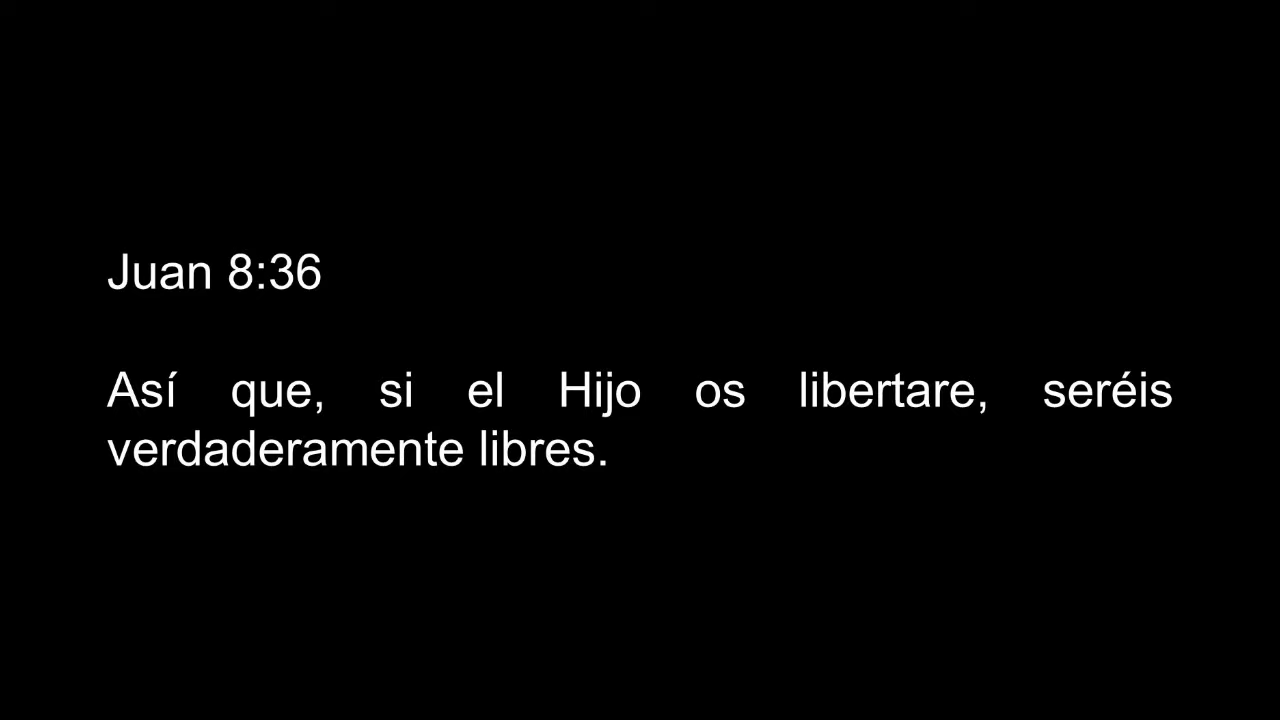 Juan 8:36
Así que, si el Hijo os libertare, seréis
verdaderamente libres.